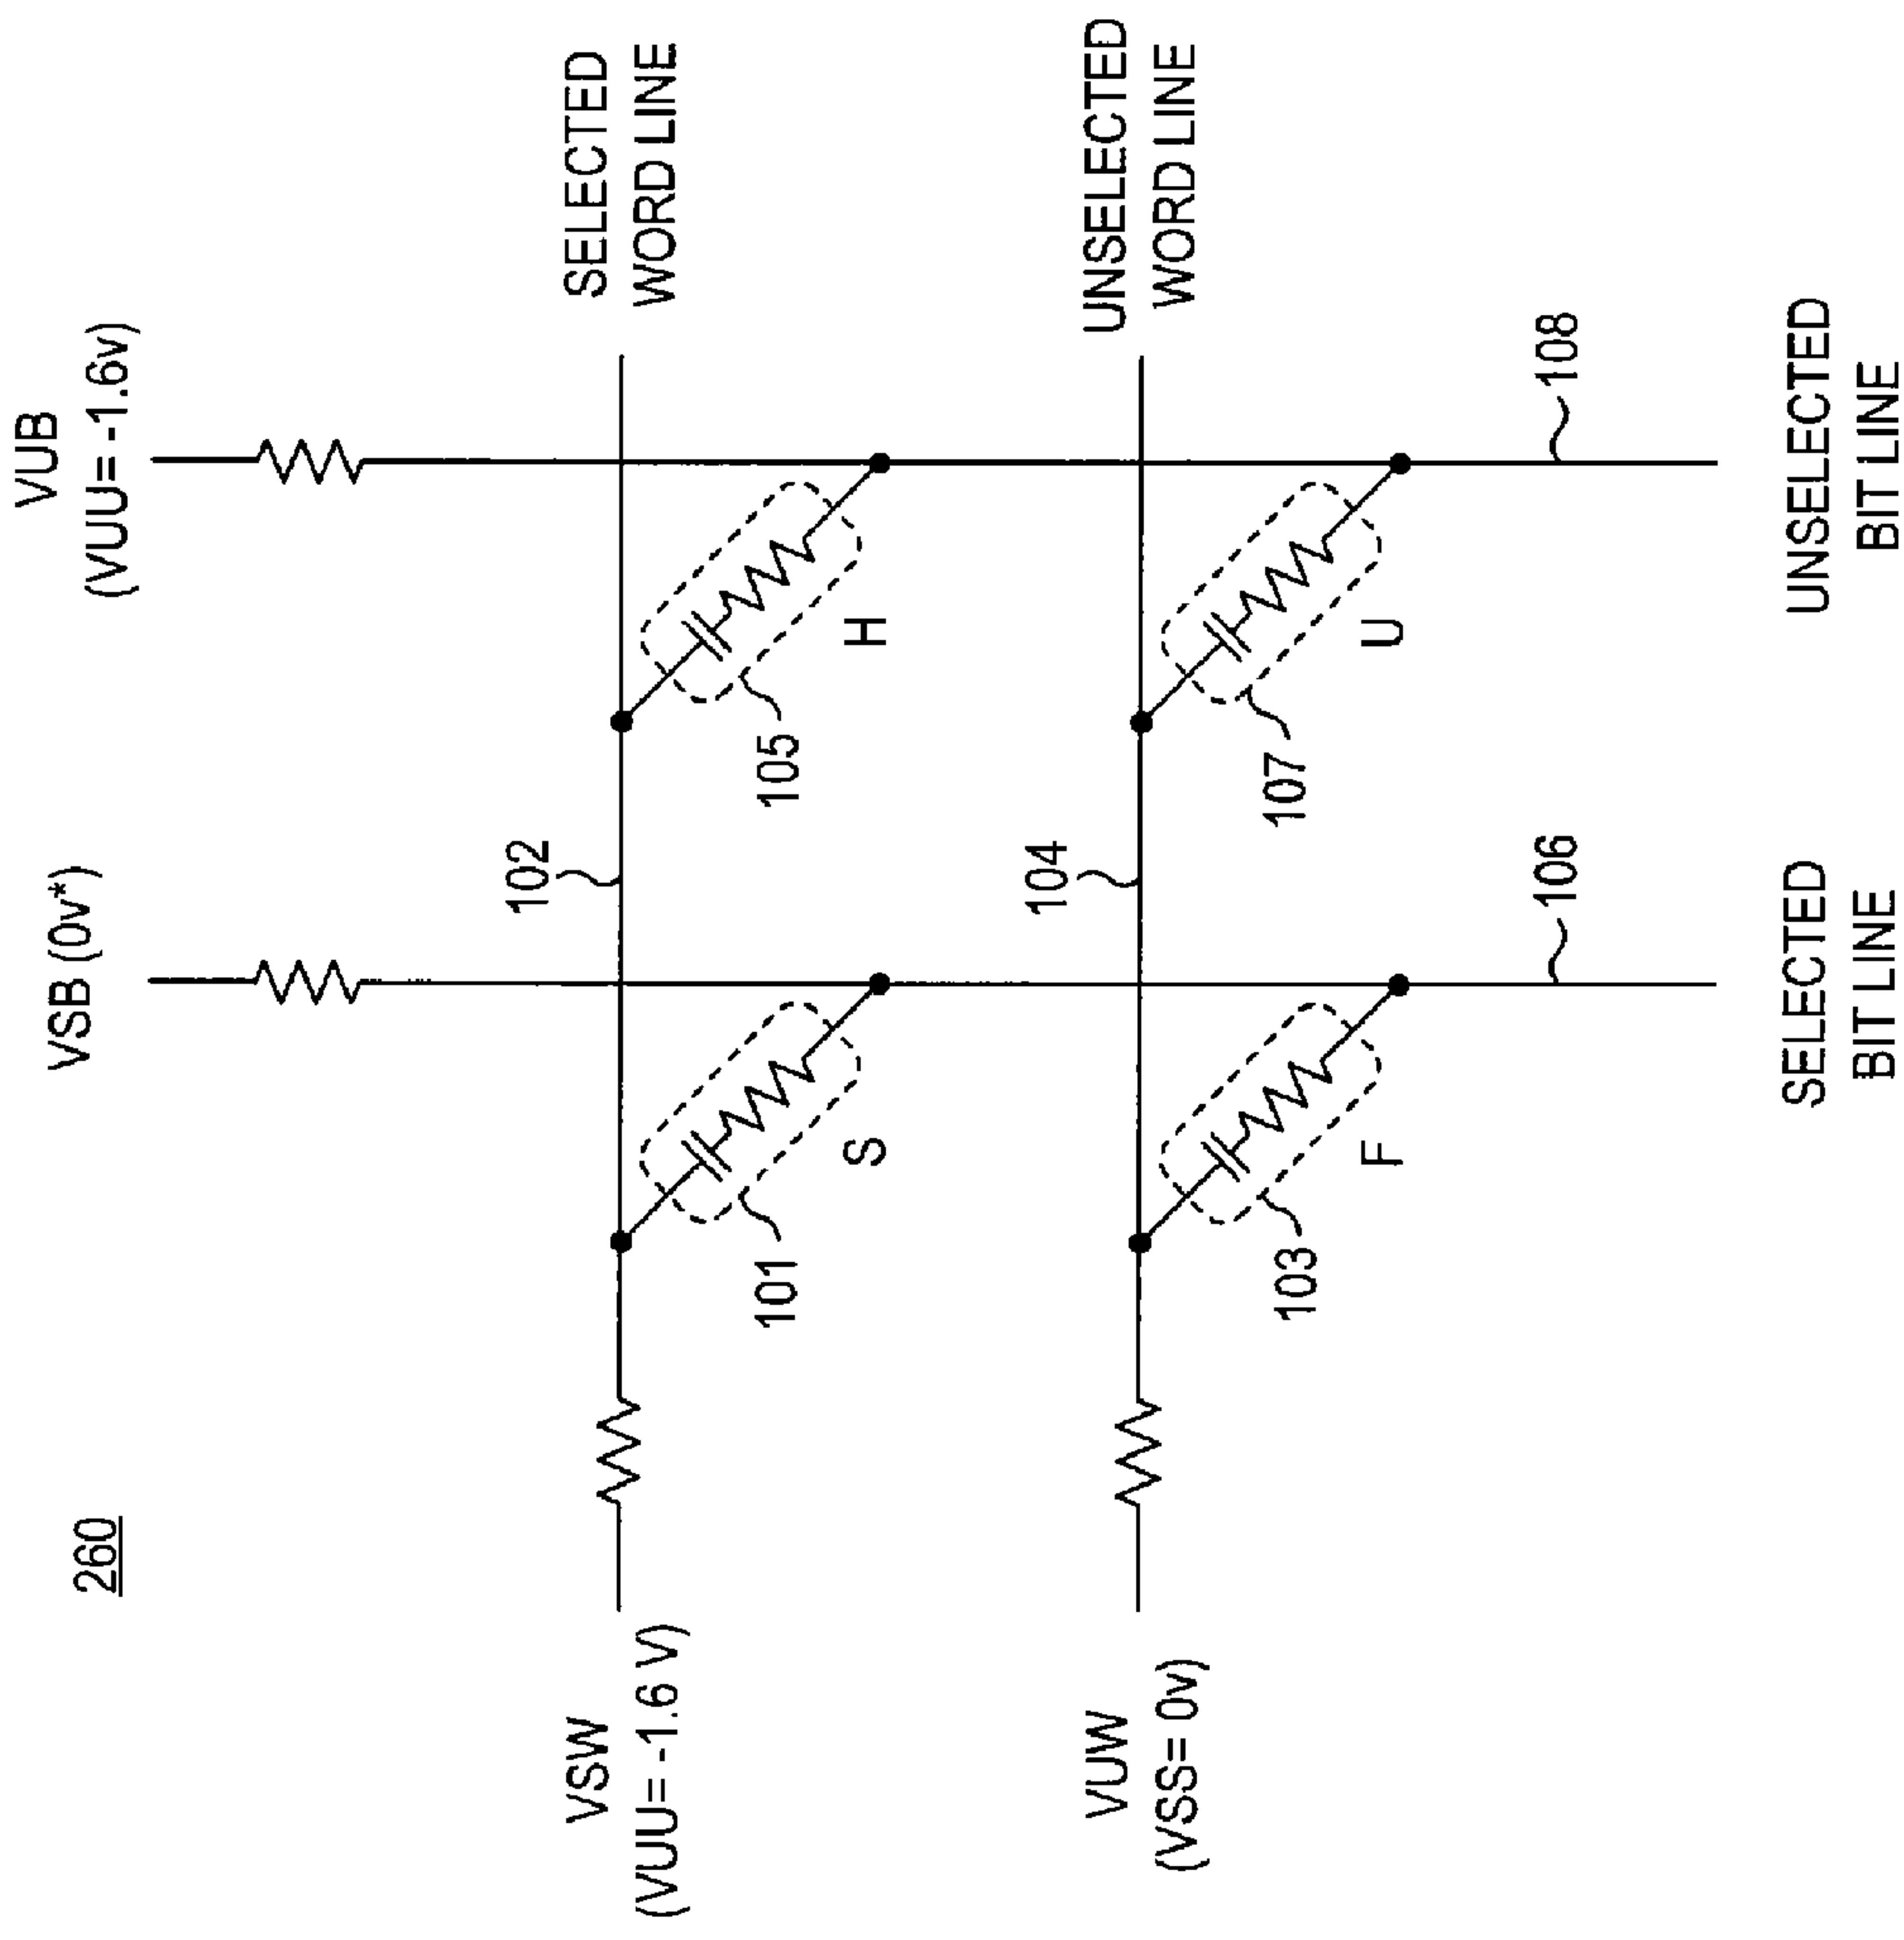 260
VSB (0v*)
VUB
(VUU= -1.6v)
VSW
(VUU= -1.6 V)
102
SELECTED
WORD LINE
101
S
105
H
VUW
(VSS= 0v)
104
UNSELECTED
WORD LINE
103
F
107
U
106
108
SELECTED
BIT LINE
UNSELECTED
BIT LINE